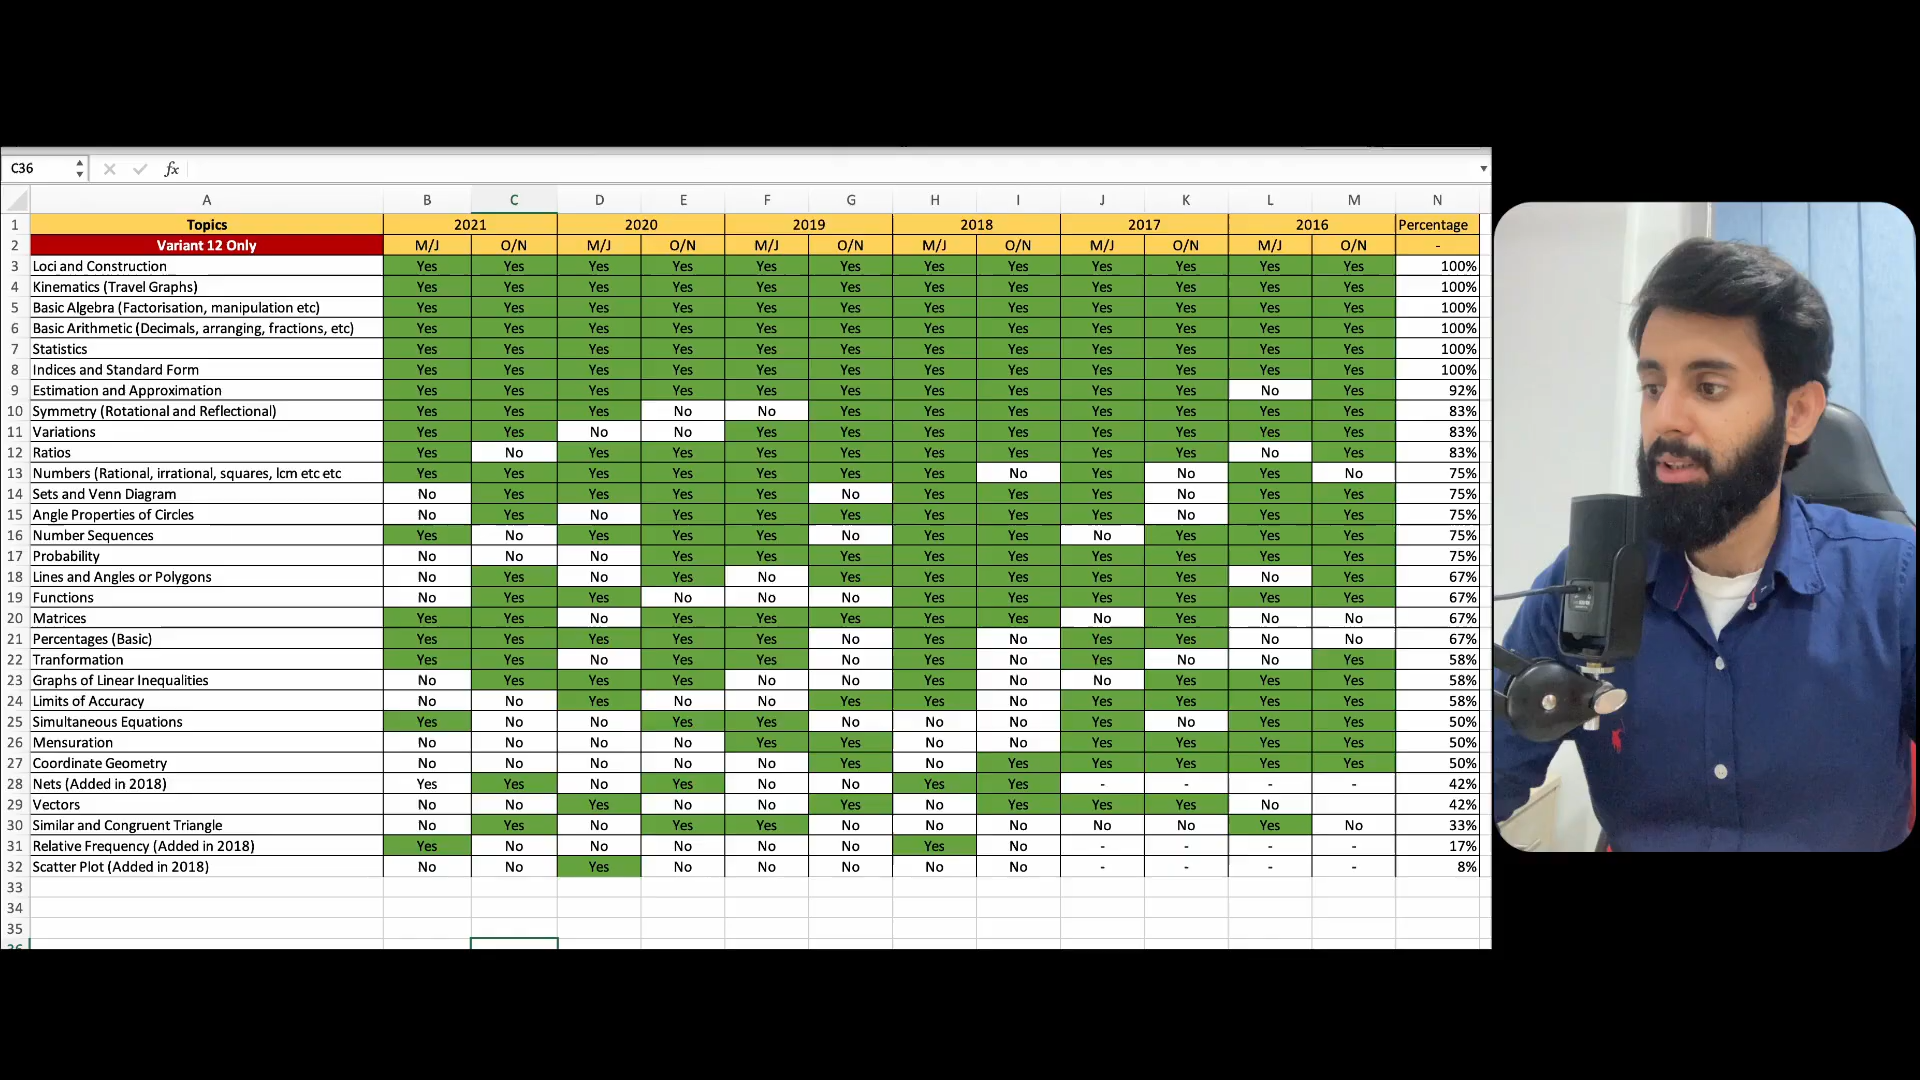 C36 fx
A B C D E F G H I J K L M N
1 Topics 2021 2020 2019 2018 2017 2016 Percentage
2 Variant 12 Only M/J O/N M/J O/N M/J O/N M/J O/N M/J O/N M/J O/N -
3 Loci and Construction Yes Yes Yes Yes Yes Yes Yes Yes Yes Yes Yes Yes 100%
4 Kinematics (Travel Graphs) Yes Yes Yes Yes Yes Yes Yes Yes Yes Yes Yes Yes 100%
5 Basic Algebra (Factorisation, manipulation etc) Yes Yes Yes Yes Yes Yes Yes Yes Yes Yes Yes Yes 100%
6 Basic Arithmetic (Decimals, arranging, fractions, etc) Yes Yes Yes Yes Yes Yes Yes Yes Yes Yes Yes Yes 100%
7 Statistics Yes Yes Yes Yes Yes Yes Yes Yes Yes Yes Yes Yes 100%
8 Indices and Standard Form Yes Yes Yes Yes Yes Yes Yes Yes Yes Yes Yes Yes 100%
9 Estimation and Approximation Yes Yes Yes Yes Yes Yes Yes Yes Yes Yes No Yes 92%
10 Symmetry (Rotational and Reflectional) Yes Yes Yes No No Yes Yes Yes Yes Yes Yes Yes 83%
11 Variations Yes Yes No No Yes Yes Yes Yes Yes Yes Yes Yes 83%
12 Ratios Yes No Yes Yes Yes Yes Yes Yes Yes Yes No Yes 83%
13 Numbers (Rational, irrational, squares, lcm etc etc Yes Yes Yes Yes Yes Yes Yes No Yes No Yes No 75%
14 Sets and Venn Diagram No Yes Yes Yes Yes No Yes Yes Yes No Yes Yes 75%
15 Angle Properties of Circles No Yes No Yes Yes Yes Yes Yes Yes No Yes Yes 75%
16 Number Sequences Yes No Yes Yes Yes No Yes Yes No Yes Yes Yes 75%
17 Probability No No No Yes Yes Yes Yes Yes Yes Yes Yes Yes 75%
18 Lines and Angles or Polygons No Yes No Yes No Yes Yes Yes Yes Yes No Yes 67%
19 Functions No Yes Yes No No No Yes Yes Yes Yes Yes Yes 67%
20 Matrices Yes Yes No Yes Yes Yes Yes Yes No Yes No No 67%
21 Percentages (Basic) Yes Yes Yes Yes Yes No Yes No Yes Yes No No 67%
22 Tranformation Yes Yes No Yes Yes No Yes No Yes No No Yes 58%
23 Graphs of Linear Inequalities No Yes Yes Yes No No Yes No No Yes Yes Yes 58%
24 Limits of Accuracy No No Yes No No Yes Yes No Yes Yes Yes Yes 58%
25 Simultaneous Equations Yes No No Yes Yes No No No Yes No Yes Yes 50%
26 Mensuration No No No No Yes Yes No No Yes Yes Yes Yes 50%
27 Coordinate Geometry No No No No No Yes No Yes Yes Yes Yes Yes 50%
28 Nets (Added in 2018) Yes Yes No Yes No No Yes Yes - - - - 42%
29 Vectors No No Yes No No Yes No Yes Yes Yes No 42%
30 Similar and Congruent Triangle No Yes No Yes Yes No No No No No Yes No 33%
31 Relative Frequency (Added in 2018) Yes No No No No No Yes No - - - - 17%
32 Scatter Plot (Added in 2018) No No Yes No No No No No - - - - 8%
33
34
35